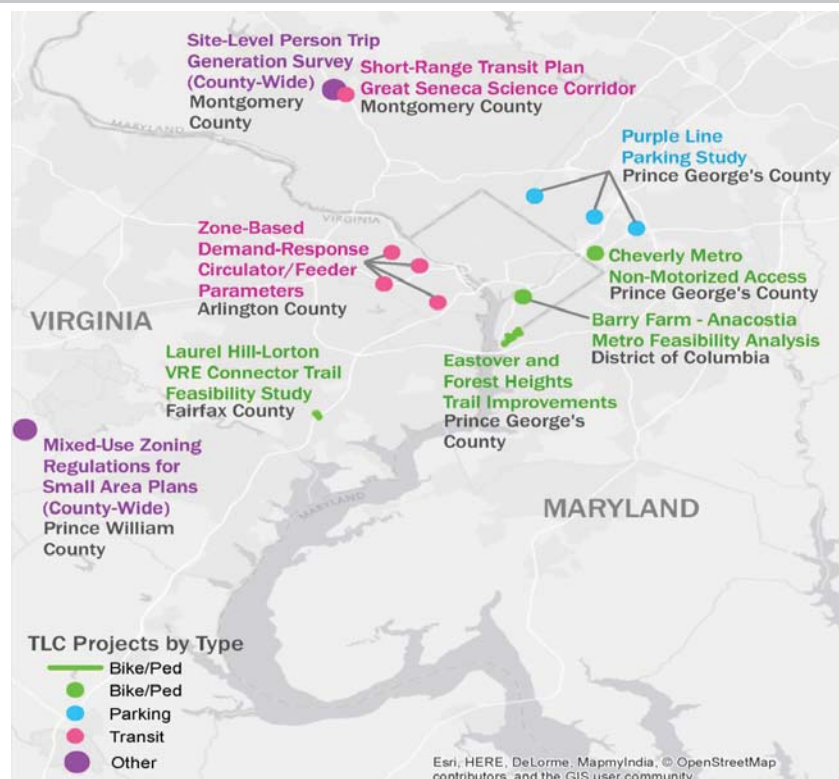 Site-Level Person Trip
Generation Survey
(County-Wide)
Montgomery
County
Short-Range Transit Plan
Great Seneca Science Corridor
Montgomery County
MARYLAND
VIRGINIA
Purple Line
Parking Study
Prince George's County
Zone-Based
Demand-Response
Circulator/Feeder
Parameters
Arlington County
Cheverly Metro
Non-Motorized Access
Prince George's County
Barry Farm - Anacostia
Metro Feasibility Analysis
District of Columbia
VIRGINIA
Laurel Hill-Lorton
VRE Connector Trail
Feasibility Study
Fairfax County
Eastover and
Forest Heights
Trail Improvements
Prince George's
County
Mixed-Use Zoning
Regulations for
Small Area Plans
(County-Wide)
Prince William
County
MARYLAND
MARYLAND
TLC Projects by Type
Bike/Ped
Bike/Ped
Parking
Transit
Other
Esri, HERE, DeLorme, MapmyIndia, © OpenStreetMap
contributors, and the GIS user community